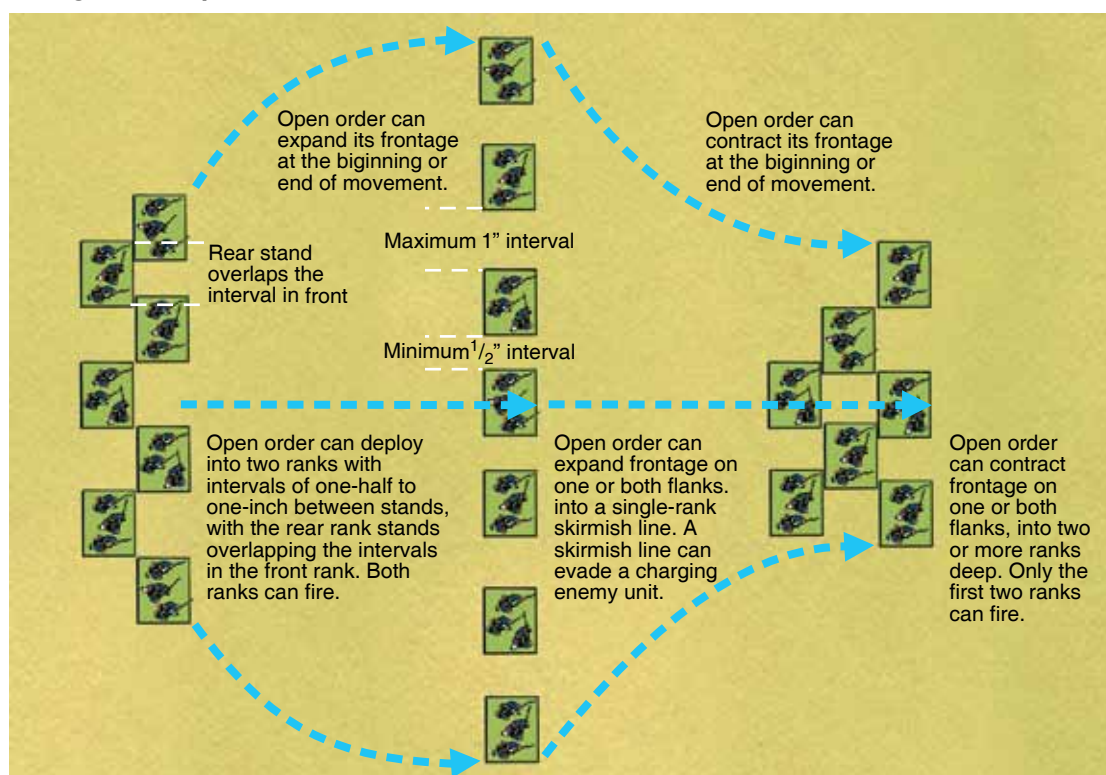 Open order can
expand its frontage
at the biginning or
end of movement.
Open order can
contract its frontage
at the biginning or
end of movement.
Rear stand
overlaps the
interval in front
Maximum 1” interval
Minimum 1/2” interval
Open order can deploy
into two ranks with
intervals of one-half to
one-inch between stands,
with the rear rank stands
overlapping the intervals
in the front rank. Both
ranks can fire.
Open order can
expand frontage on
one or both flanks.
into a single-rank
skirmish line. A
skirmish line can
evade a charging
enemy unit.
Open order
can contract
frontage on
one or both
flanks, into two
or more ranks
deep. Only the
first two ranks
can fire.